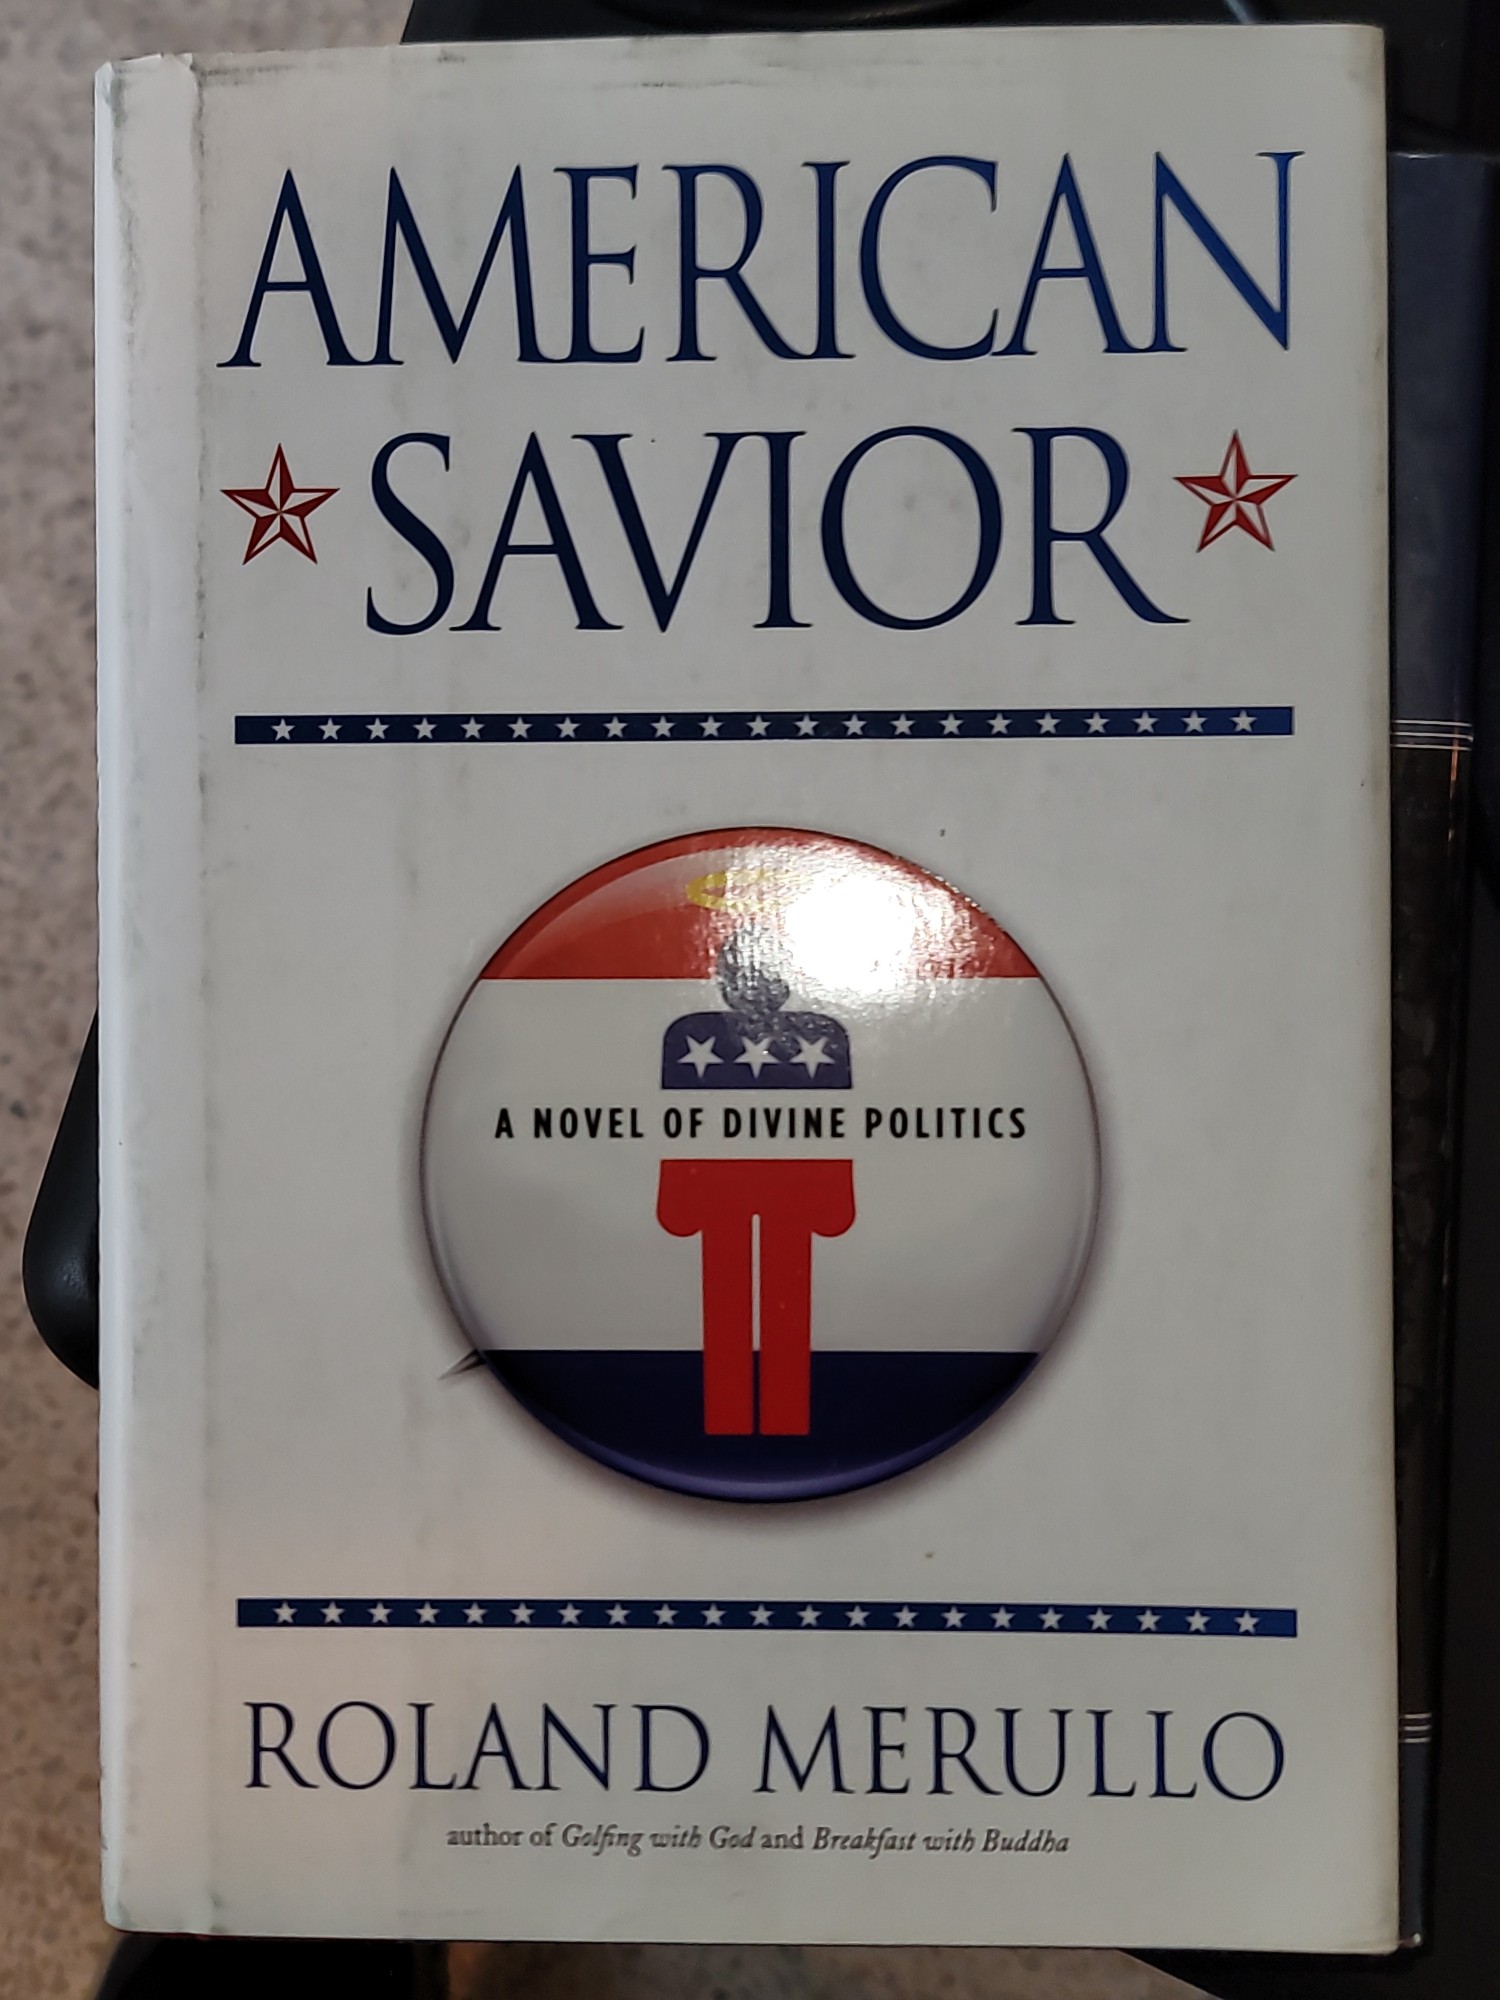 AMERICAN
SAVIOR
A NOVEL OF DIVINE POLITICS
ROLAND MERULLO
author of Golfing with God and Breakfast with Buddha